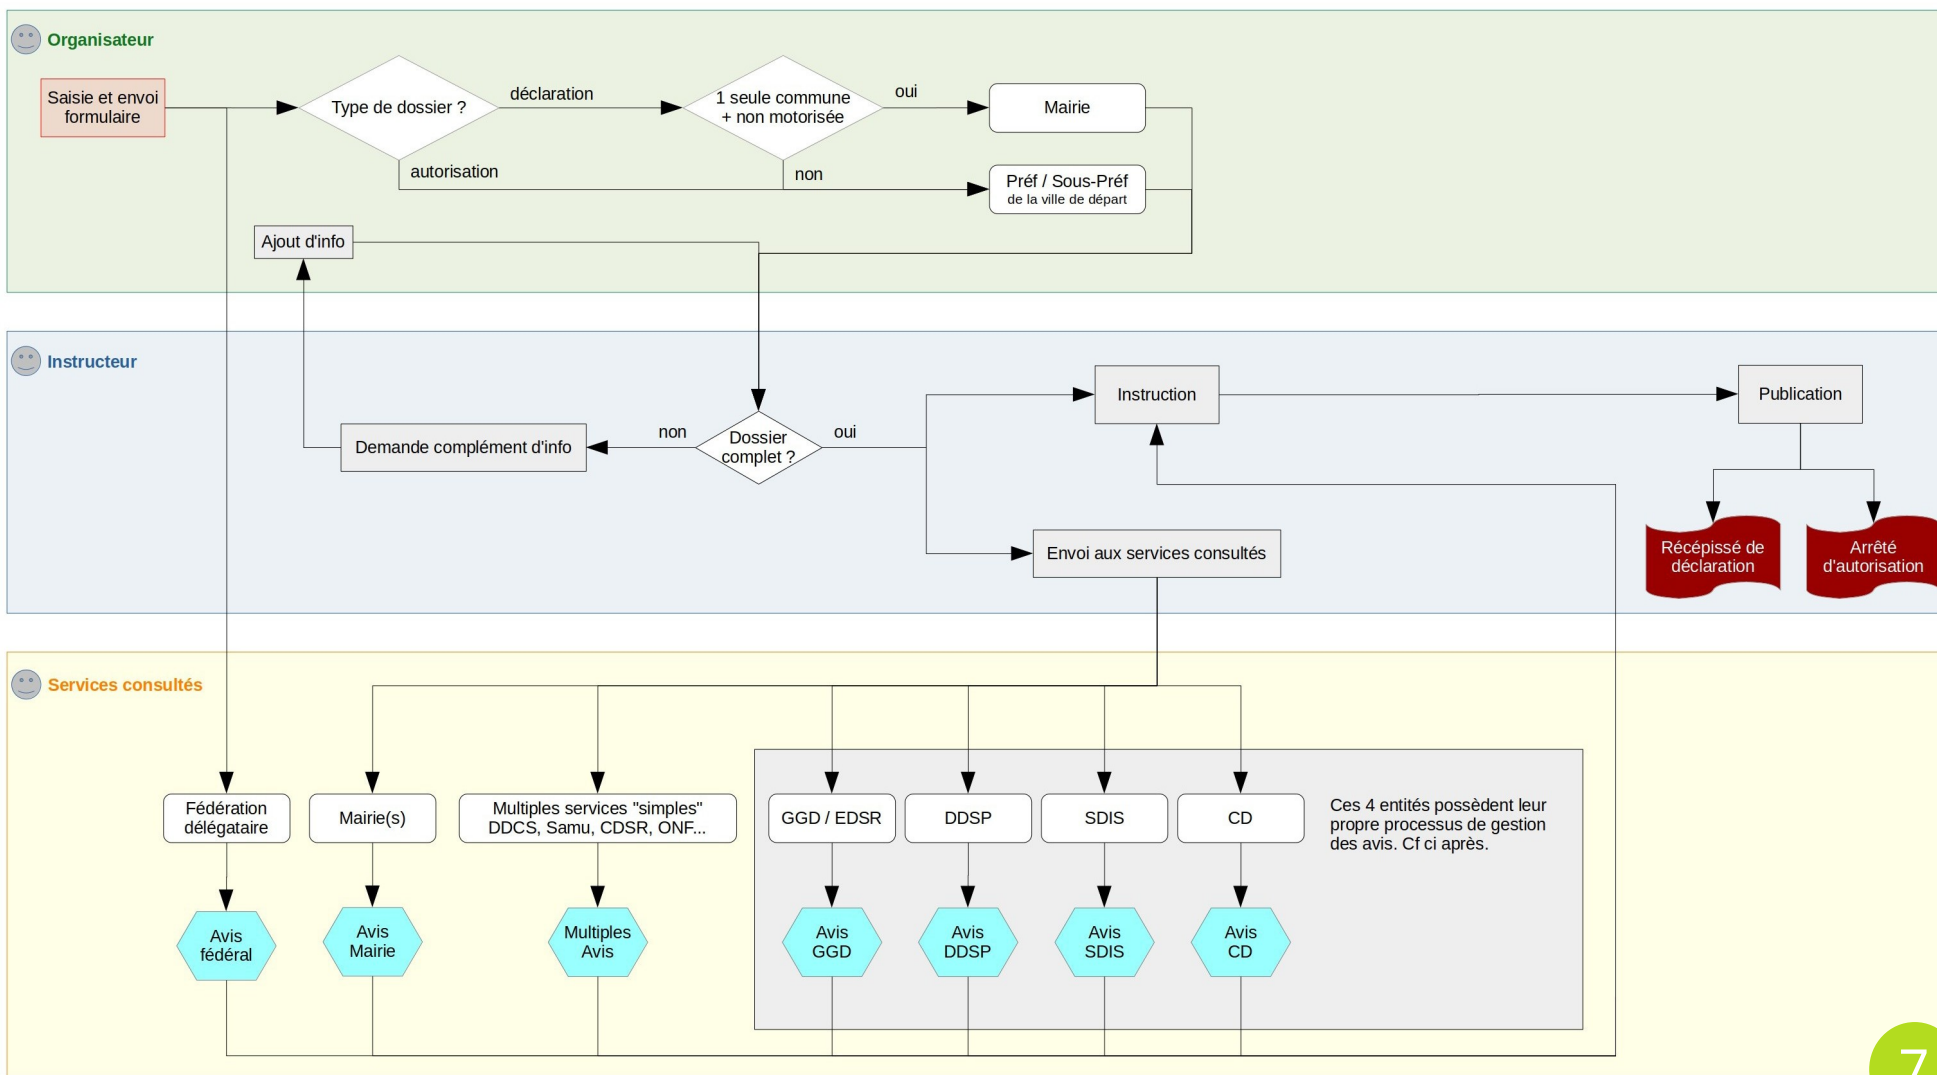 Organisateur
Saisie et envoi
formulaire
Type de dossier ?
déclaration
1 seule commune
+ non motorisée
oui
Mairie
autorisation
non
Préf / Sous-Préf
de la ville de départ
Ajout d'info
Instructeur
Instruction
Publication
Demande complément d'info
non
Dossier
complet ?
oui
Envoi aux services consultés
Récépissé de
déclaration
Arrêté
d'autorisation
Services consultés
Fédération
délégataire
Mairie(s)
Multiples services "simples"
DDCS, Samu, CDSR, ONF...
GGD / EDSR
DDSP
SDIS
CD
Ces 4 entités possèdent leur
propre processus de gestion
des avis. Cf ci après.
Avis
fédéral
Avis
Mairie
Multiples
Avis
Avis
GGD
Avis
DDSP
Avis
SDIS
Avis
CD
7